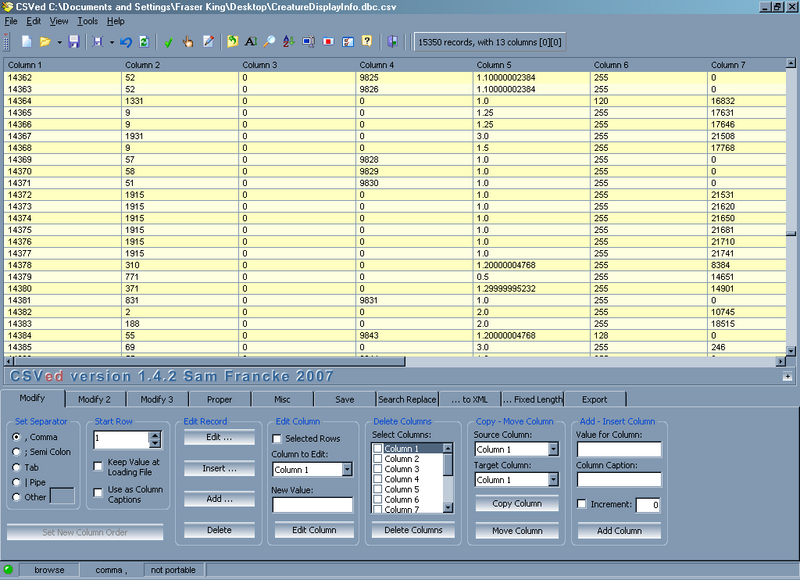 CSVed C:\Documents and Settings\Fraser King\Desktop\CreatureDisplayInfo.dbc.csv
File Edit View Tools Help
15350 records, with 13 columns [0][0]
Column 1 Column 2 Column 3 Column 4 Column 5 Column 6 Column 7
14362 52 0 9825 1.10000002384 255 0
14363 52 0 9826 1.10000002384 255 0
14364 1331 0 0 1.0 120 16832
14365 9 0 0 1.25 255 17631
14366 9 0 0 1.25 255 17646
14367 1931 0 0 3.0 255 21508
14368 9 0 0 1.5 255 17768
14369 57 0 9828 1.0 255 0
14370 58 0 9829 1.0 255 0
14371 51 0 9830 1.0 255 0
14372 1915 0 0 1.0 255 21531
14373 1915 0 0 1.0 255 21620
14374 1915 0 0 1.0 255 21650
14375 1915 0 0 1.0 255 21681
14376 1915 0 0 1.0 255 21710
14377 1915 0 0 1.0 255 21741
14378 310 0 0 1.20000004768 255 8384
14379 771 0 0 0.5 255 14651
14380 371 0 0 1.29999995232 255 14901
14381 831 0 9831 1.0 255 0
14382 2 0 0 2.0 255 10745
14383 188 0 0 2.0 255 18515
14384 55 0 9843 1.20000004768 128 0
14385 69 0 0 3.0 255 246
CSVed version 1.4.2 Sam Francke 2007
Modify Modify 2 Modify 3 Proper Misc Save Search Replace ... to XML ... Fixed Length Export
Set Separator
, Comma
; Semi Colon
Tab
| Pipe
Other
Set New Column Order
Start Row
1
Keep Value at Loading File
Use as Column Captions
Edit Record
Edit ...
Insert ...
Add ...
Delete
Edit Column
Selected Rows
Column to Edit:
Column 1
New Value:
Edit Column
Delete Columns
Select Columns:
Column 1
Column 2
Column 3
Column 4
Column 5
Column 6
Column 7
Delete Columns
Copy - Move Column
Source Column:
Column 1
Target Column:
Column 1
Copy Column
Move Column
Add - Insert Column
Value for Column:
Column Caption:
Increment: 0
Add Column
browse comma , not portable